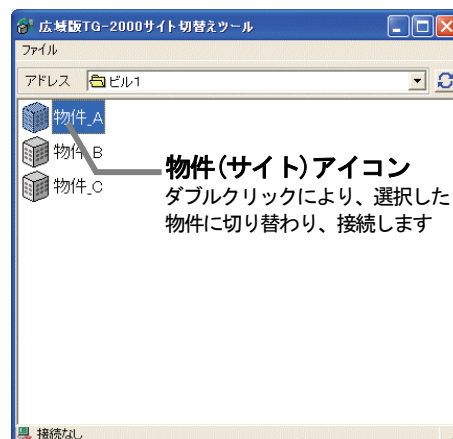 広域版TG-2000サイト切替えツール
ファイル
アドレス ビル1
物件_A
物件_B
物件_C
物件(サイト)アイコン
ダブルクリックにより、選択した
物件に切り替わり、接続します
接続なし